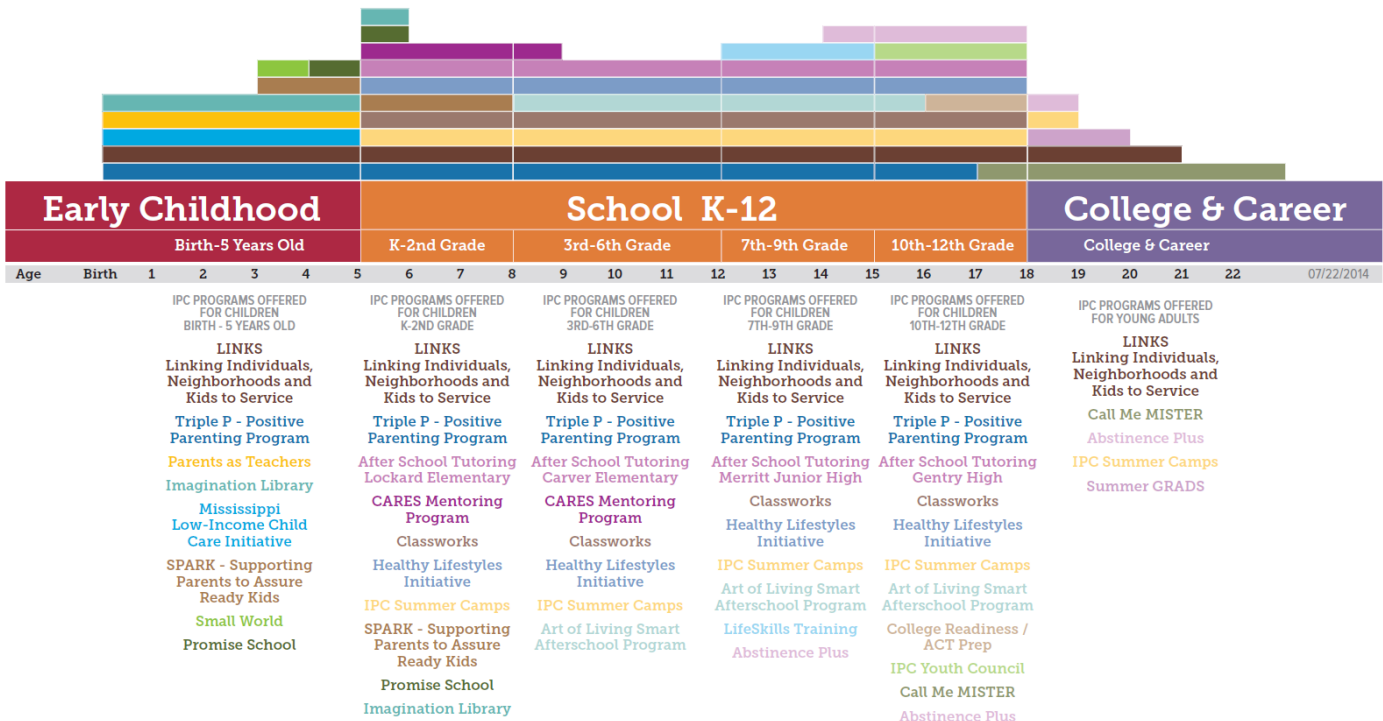 Early Childhood
School K-12
College & Career
Birth-5 Years Old
K-2nd Grade
3rd-6th Grade
7th-9th Grade
10th-12th Grade
College & Career
Age Birth 1 2 3 4 5 6 7 8 9 10 11 12 13 14 15 16 17 18 19 20 21 22 07/22/2014
IPC PROGRAMS OFFERED
FOR CHILDREN
BIRTH - 5 YEARS OLD
LINKS
Linking Individuals,
Neighborhoods and
Kids to Service
Triple P - Positive
Parenting Program
Parents as Teachers
Imagination Library
Mississippi
Low-Income Child
Care Initiative
SPARK - Supporting
Parents to Assure
Ready Kids
Small World
Promise School
IPC PROGRAMS OFFERED
FOR CHILDREN
K-2ND GRADE
LINKS
Linking Individuals,
Neighborhoods and
Kids to Service
Triple P - Positive
Parenting Program
After School Tutoring
Lockard Elementary
CARES Mentoring
Program
Classworks
Healthy Lifestyles
Initiative
IPC Summer Camps
SPARK - Supporting
Parents to Assure
Ready Kids
Promise School
Imagination Library
IPC PROGRAMS OFFERED
FOR CHILDREN
3RD-6TH GRADE
LINKS
Linking Individuals,
Neighborhoods and
Kids to Service
Triple P - Positive
Parenting Program
After School Tutoring
Carver Elementary
CARES Mentoring
Program
Classworks
Healthy Lifestyles
Initiative
IPC Summer Camps
Art of Living Smart
Afterschool Program
IPC PROGRAMS OFFERED
FOR CHILDREN
7TH-9TH GRADE
LINKS
Linking Individuals,
Neighborhoods and
Kids to Service
Triple P - Positive
Parenting Program
After School Tutoring
Merritt Junior High
Classworks
Healthy Lifestyles
Initiative
IPC Summer Camps
Art of Living Smart
Afterschool Program
LifeSkills Training
Abstinence Plus
IPC PROGRAMS OFFERED
FOR CHILDREN
10TH-12TH GRADE
LINKS
Linking Individuals,
Neighborhoods and
Kids to Service
Triple P - Positive
Parenting Program
After School Tutoring
Gentry High
Classworks
Healthy Lifestyles
Initiative
IPC Summer Camps
Art of Living Smart
Afterschool Program
College Readiness /
ACT Prep
IPC Youth Council
Call Me MISTER
Abstinence Plus
IPC PROGRAMS OFFERED
FOR YOUNG ADULTS
LINKS
Linking Individuals,
Neighborhoods and
Kids to Service
Call Me MISTER
Abstinence Plus
IPC Summer Camps
Summer GRADS